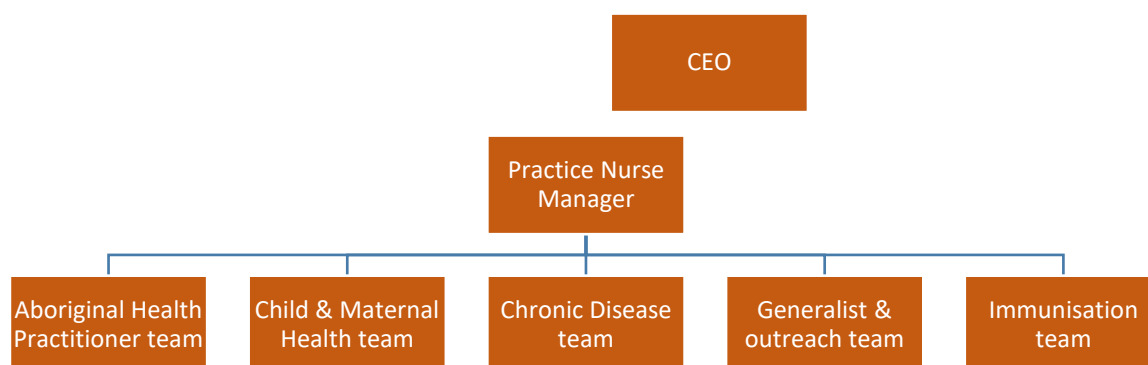 CEO
Practice Nurse
Manager
Aboriginal Health
Practitioner team
Child & Maternal
Health team
Chronic Disease
team
Generalist &
outreach team
Immunisation
team